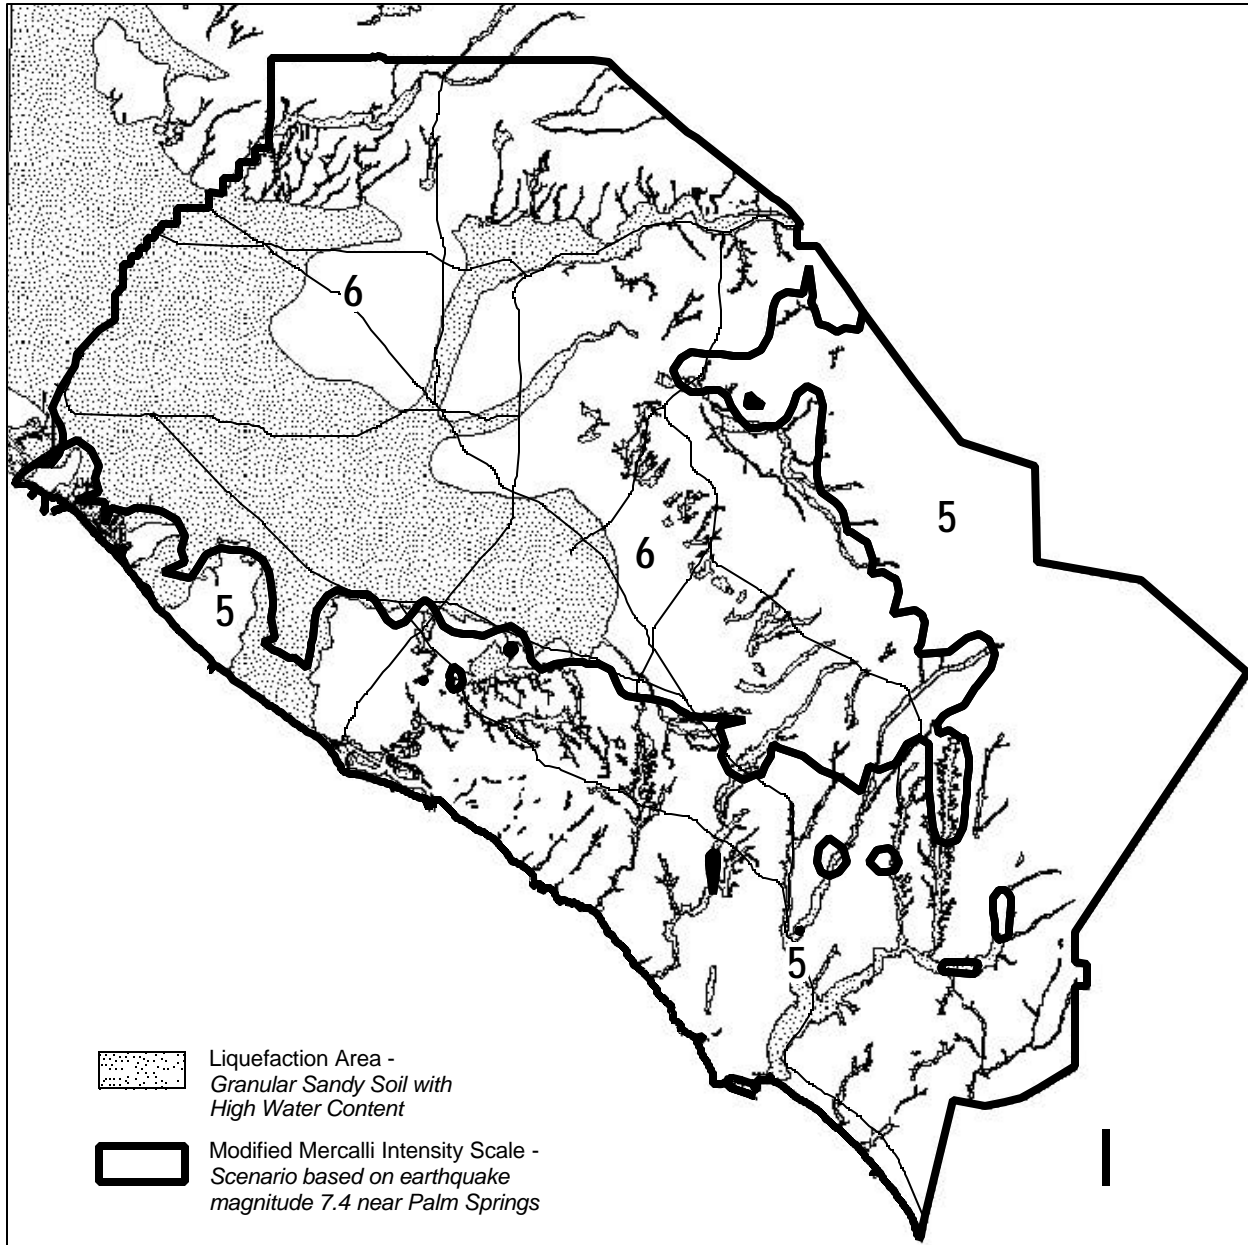 6
5
6
5
5
Liquefaction Area -
Granular Sandy Soil with
High Water Content
Modified Mercalli Intensity Scale -
Scenario based on earthquake
magnitude 7.4 near Palm Springs